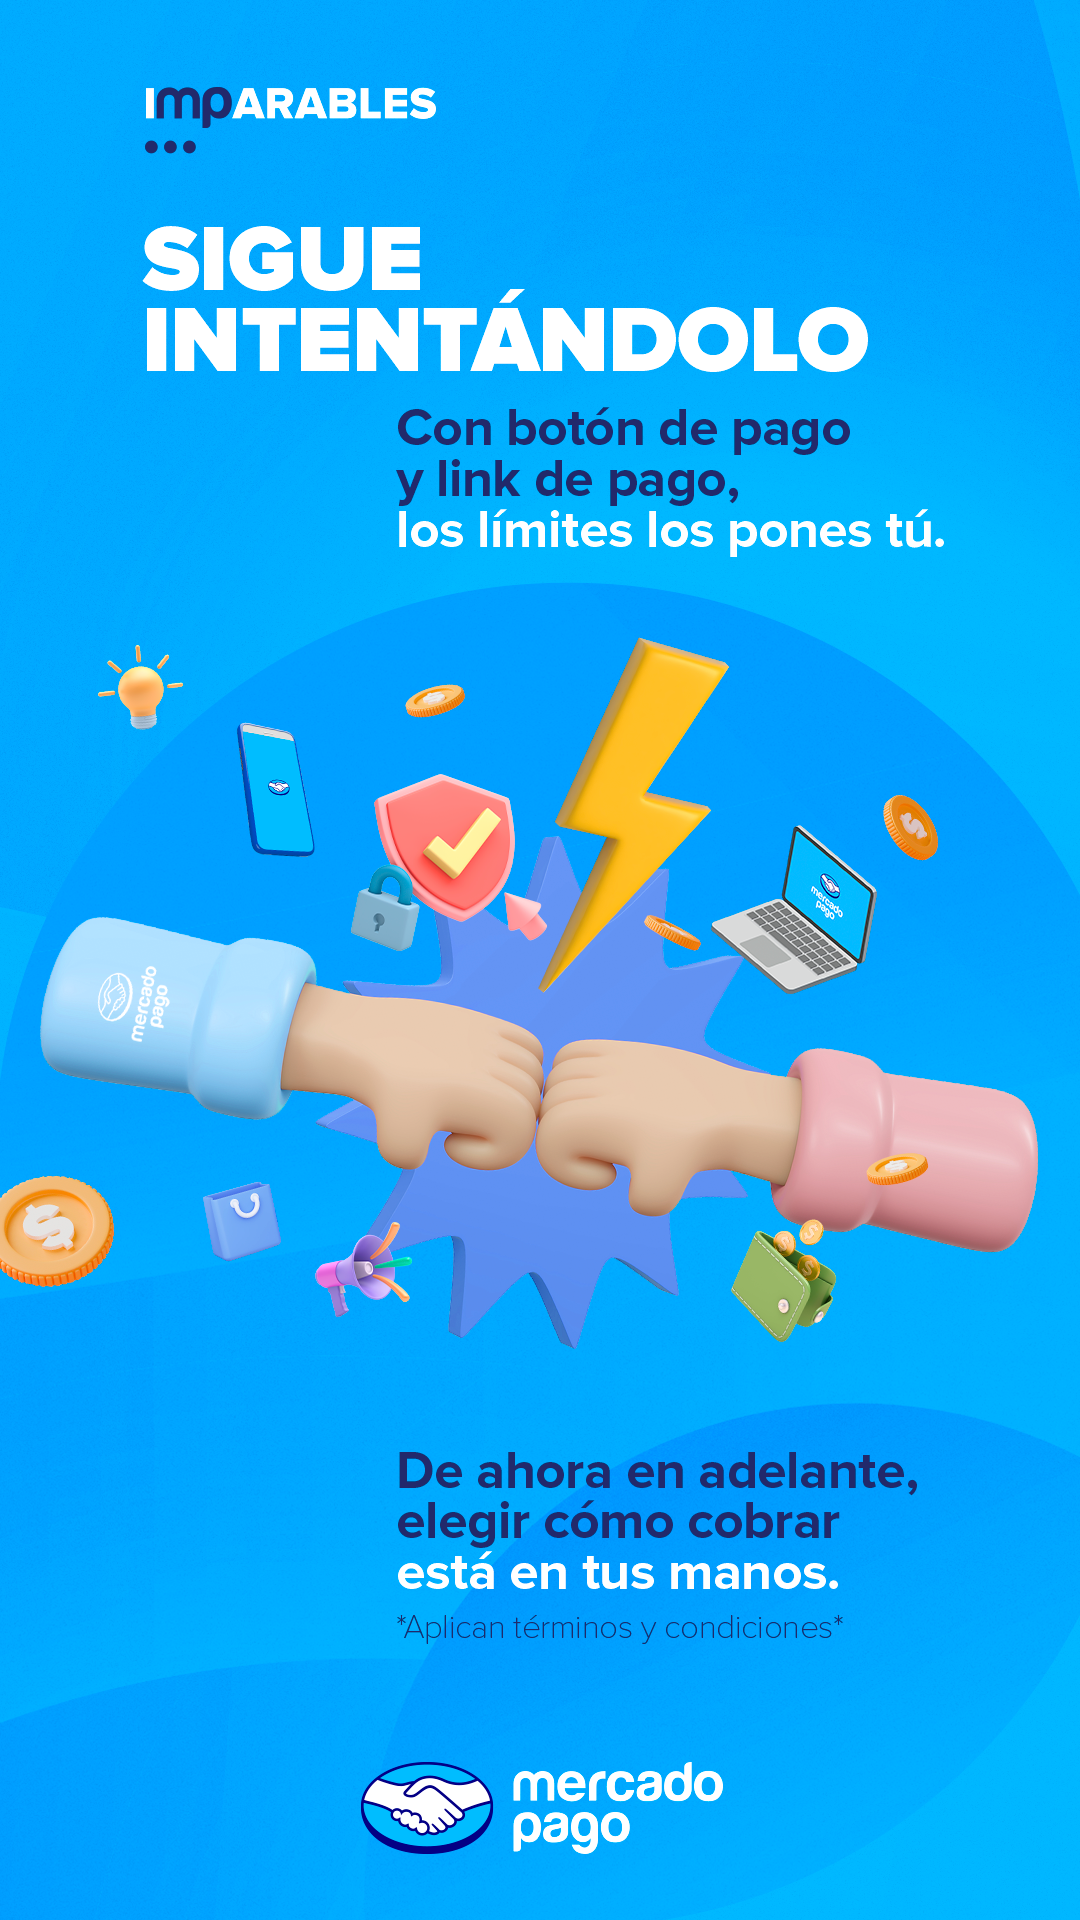 ImpARABLES
SIGUE
INTENTÁNDOLO
Con botón de pago
y link de pago,
los límites los pones tú.
mercado
pago
mercado
pago
De ahora en adelante,
elegir cómo cobrar
está en tus manos.
*Aplican términos y condiciones*
mercado
pago